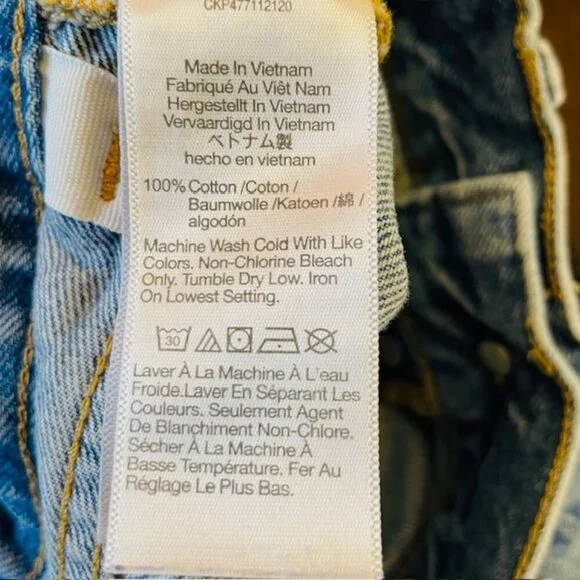 CKP477112120
Made In Vietnam
Fabriqué Au Viêt Nam
Hergestellt In Vietnam
Vervaardigd In Vietnam
ベトナム製
hecho en vietnam
100% Cotton /Coton /
Baumwolle /Katoen /綿 /
algodón
Machine Wash Cold With Like
Colors. Non-Chlorine Bleach
Only. Tumble Dry Low. Iron
On Lowest Setting.
30
Laver À La Machine À L'eau
Froide.Laver En Séparant Les
Couleurs. Seulement Agent
De Blanchiment Non-Chlore.
Sécher À La Machine À
Basse Température. Fer Au
Réglage Le Plus Bas.